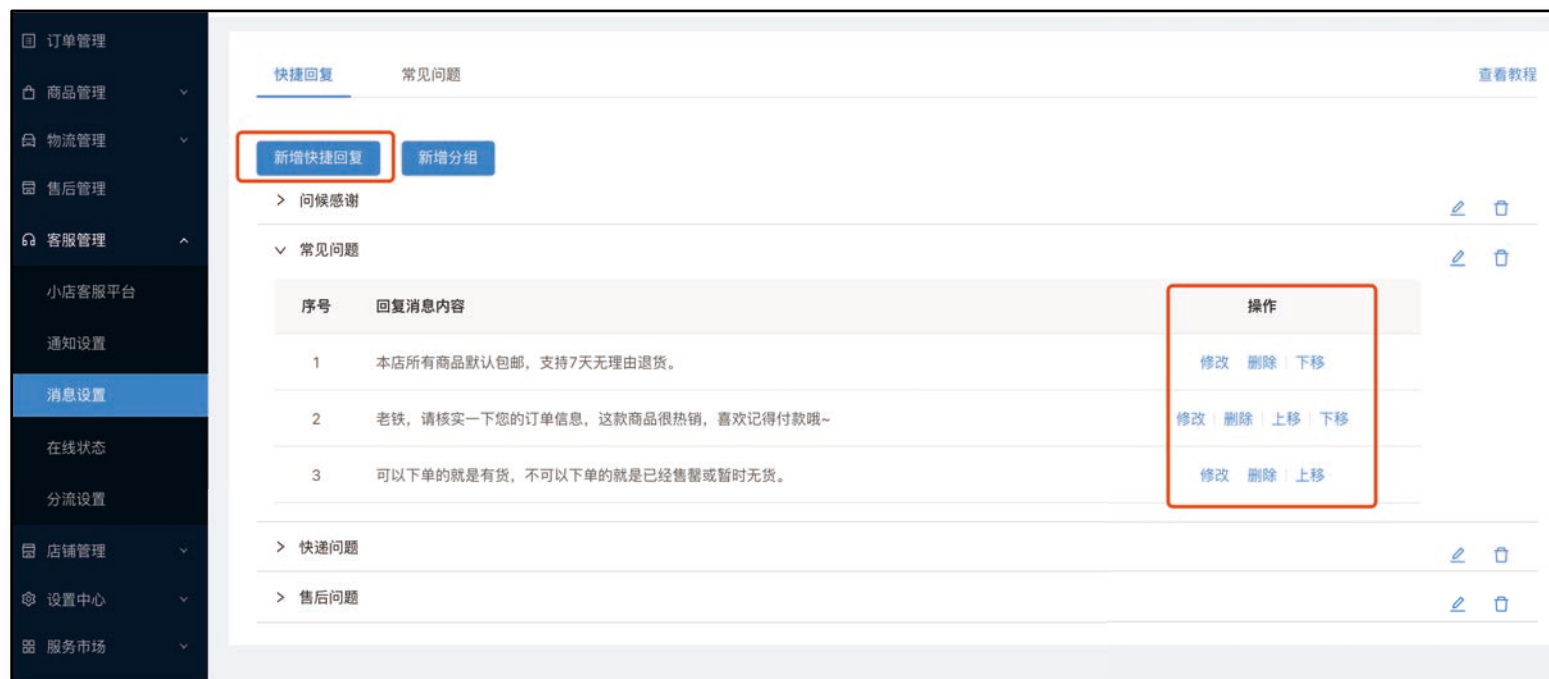 订单管理
商品管理
物流管理
售后管理
客服管理
小店客服平台
通知设置
消息设置
在线状态
分流设置
店铺管理
设置中心
服务市场
快捷回复 常见问题 查看教程
新增快捷回复 新增分组
问候感谢
常见问题
序号 回复消息内容 操作
1 本店所有商品默认包邮，支持7天无理由退货。 修改 删除 下移
2 老铁，请核实一下您的订单信息，这款商品很热销，喜欢记得付款哦~ 修改 删除 上移 下移
3 可以下单的就是有货，不可以下单的就是已经售罄或暂时无货。 修改 删除 上移
快递问题
售后问题